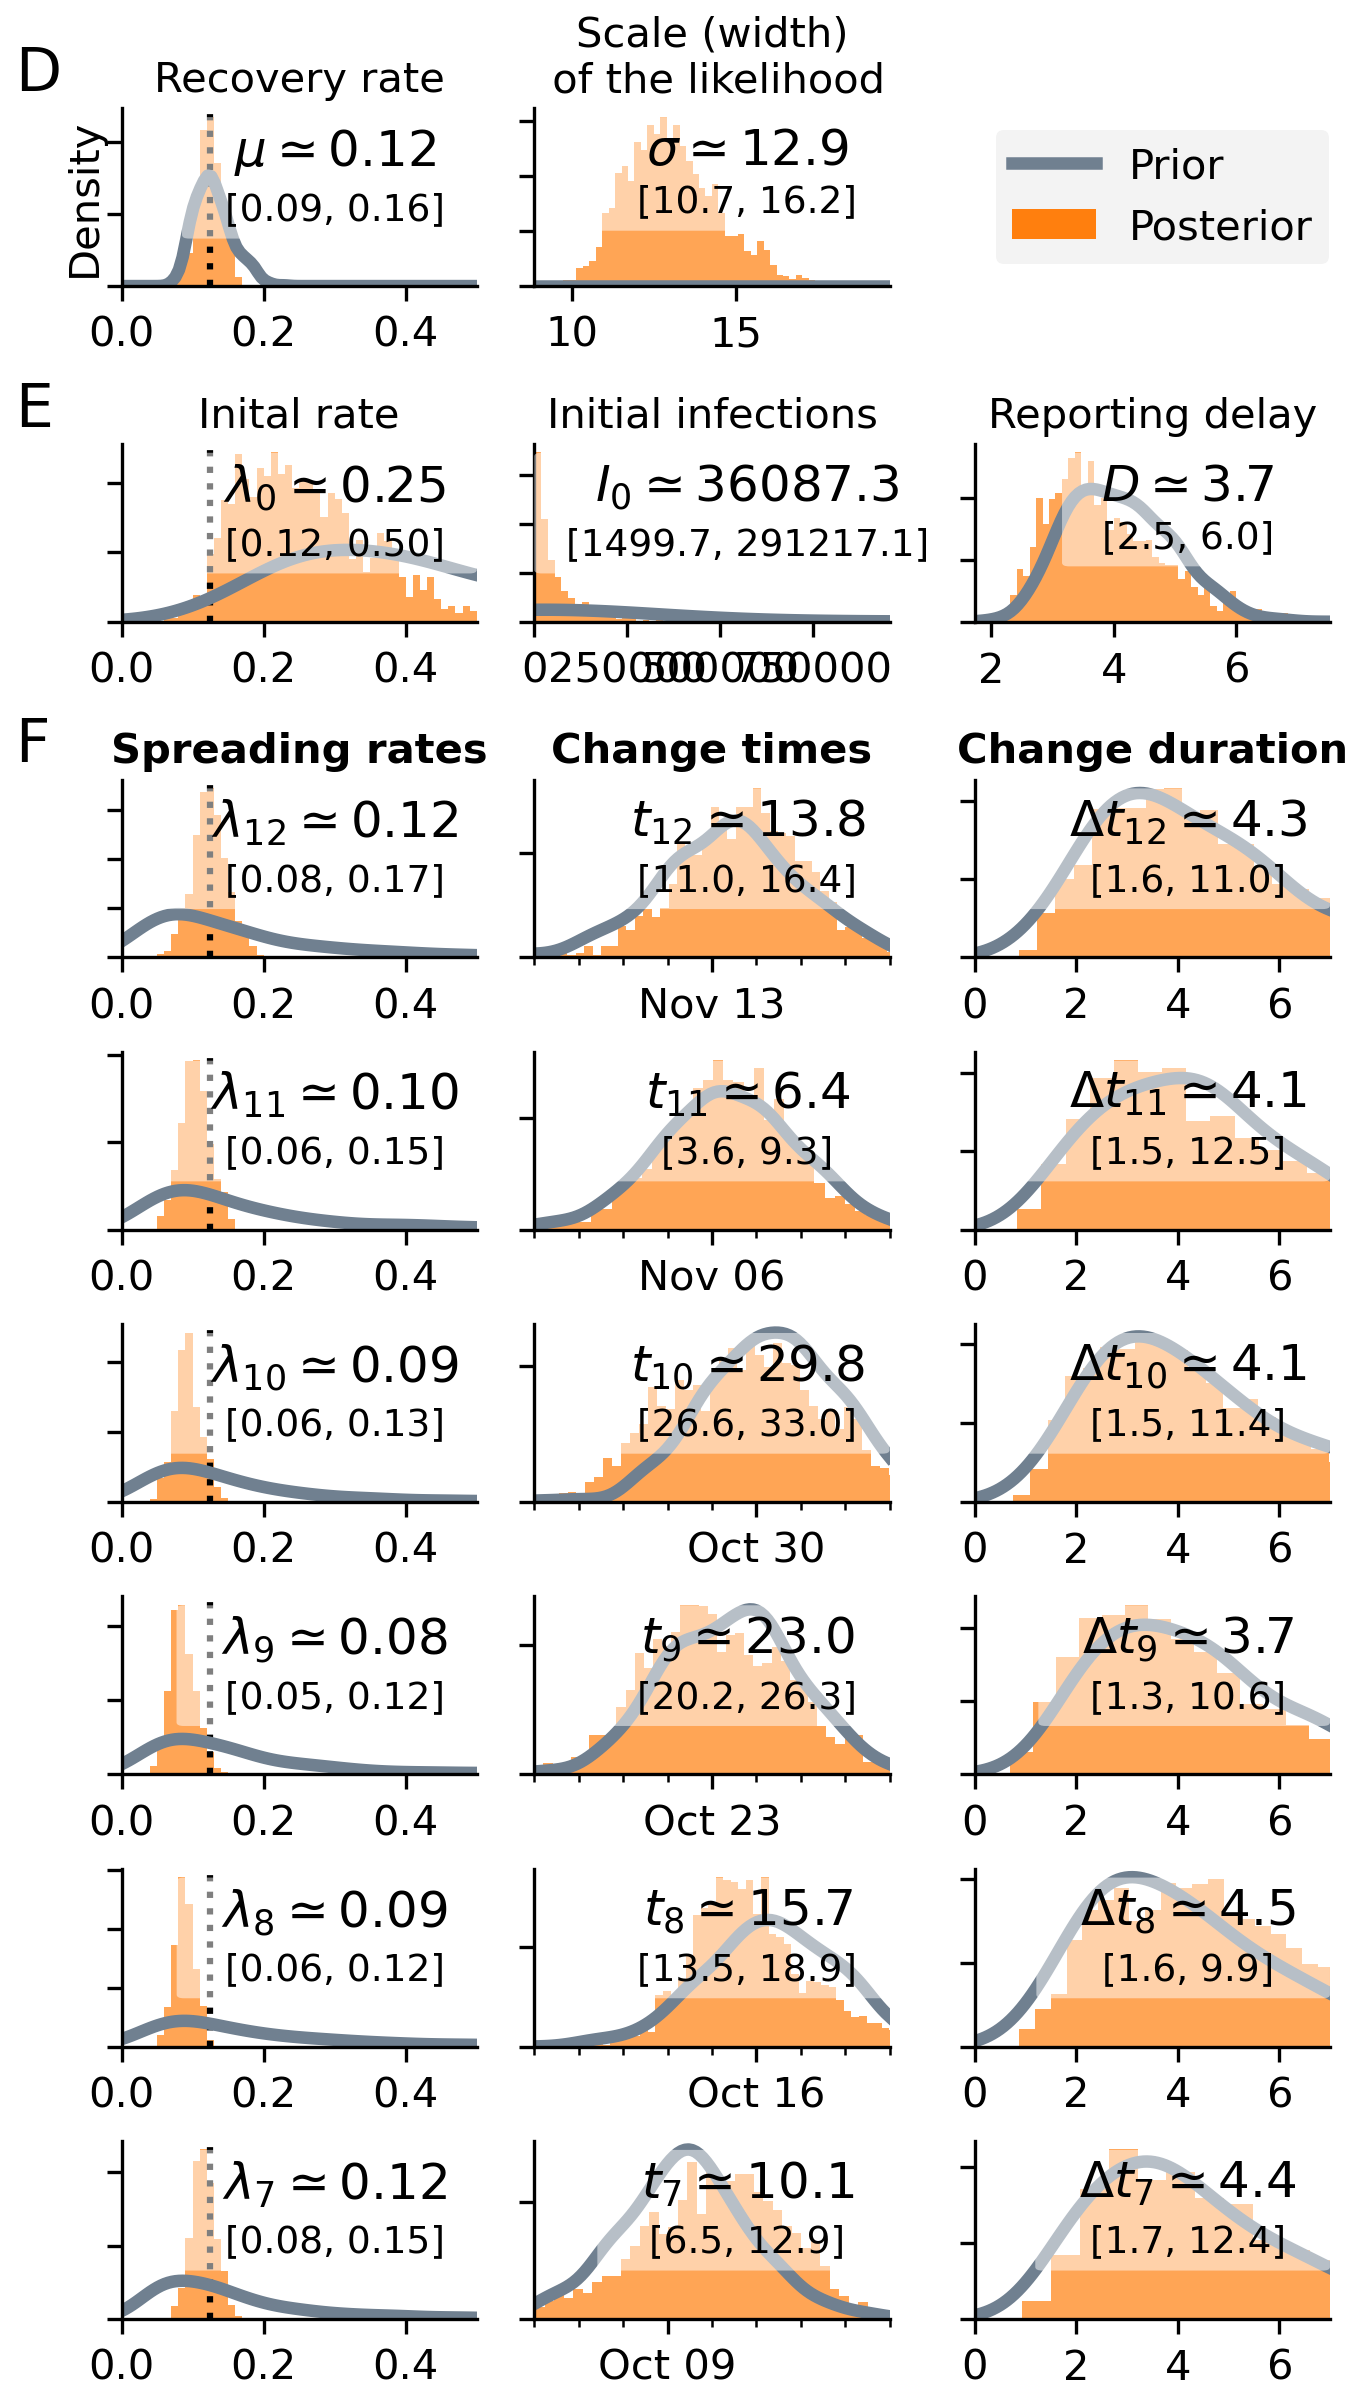 D
Recovery rate
Scale (width)
of the likelihood
Density
μ ≃ 0.12
[0.09, 0.16]
0.0 0.2 0.4
σ ≃ 12.9
[10.7, 16.2]
10 15
Prior
Posterior
E
Inital rate
Initial infections
Reporting delay
λ0 ≃ 0.25
[0.12, 0.50]
0.0 0.2 0.4
I0 ≃ 36087.3
[1499.7, 291217.1]
0 250000 500000 750000
D ≃ 3.7
[2.5, 6.0]
2 4 6
F
Spreading rates
Change times
Change duration
λ12 ≃ 0.12
[0.08, 0.17]
0.0 0.2 0.4
t12 ≃ 13.8
[11.0, 16.4]
Nov 13
Δt12 ≃ 4.3
[1.6, 11.0]
0 2 4 6
λ11 ≃ 0.10
[0.06, 0.15]
0.0 0.2 0.4
t11 ≃ 6.4
[3.6, 9.3]
Nov 06
Δt11 ≃ 4.1
[1.5, 12.5]
0 2 4 6
λ10 ≃ 0.09
[0.06, 0.13]
0.0 0.2 0.4
t10 ≃ 29.8
[26.6, 33.0]
Oct 30
Δt10 ≃ 4.1
[1.5, 11.4]
0 2 4 6
λ9 ≃ 0.08
[0.05, 0.12]
0.0 0.2 0.4
t9 ≃ 23.0
[20.2, 26.3]
Oct 23
Δt9 ≃ 3.7
[1.3, 10.6]
0 2 4 6
λ8 ≃ 0.09
[0.06, 0.12]
0.0 0.2 0.4
t8 ≃ 15.7
[13.5, 18.9]
Oct 16
Δt8 ≃ 4.5
[1.6, 9.9]
0 2 4 6
λ7 ≃ 0.12
[0.08, 0.15]
0.0 0.2 0.4
t7 ≃ 10.1
[6.5, 12.9]
Oct 09
Δt7 ≃ 4.4
[1.7, 12.4]
0 2 4 6